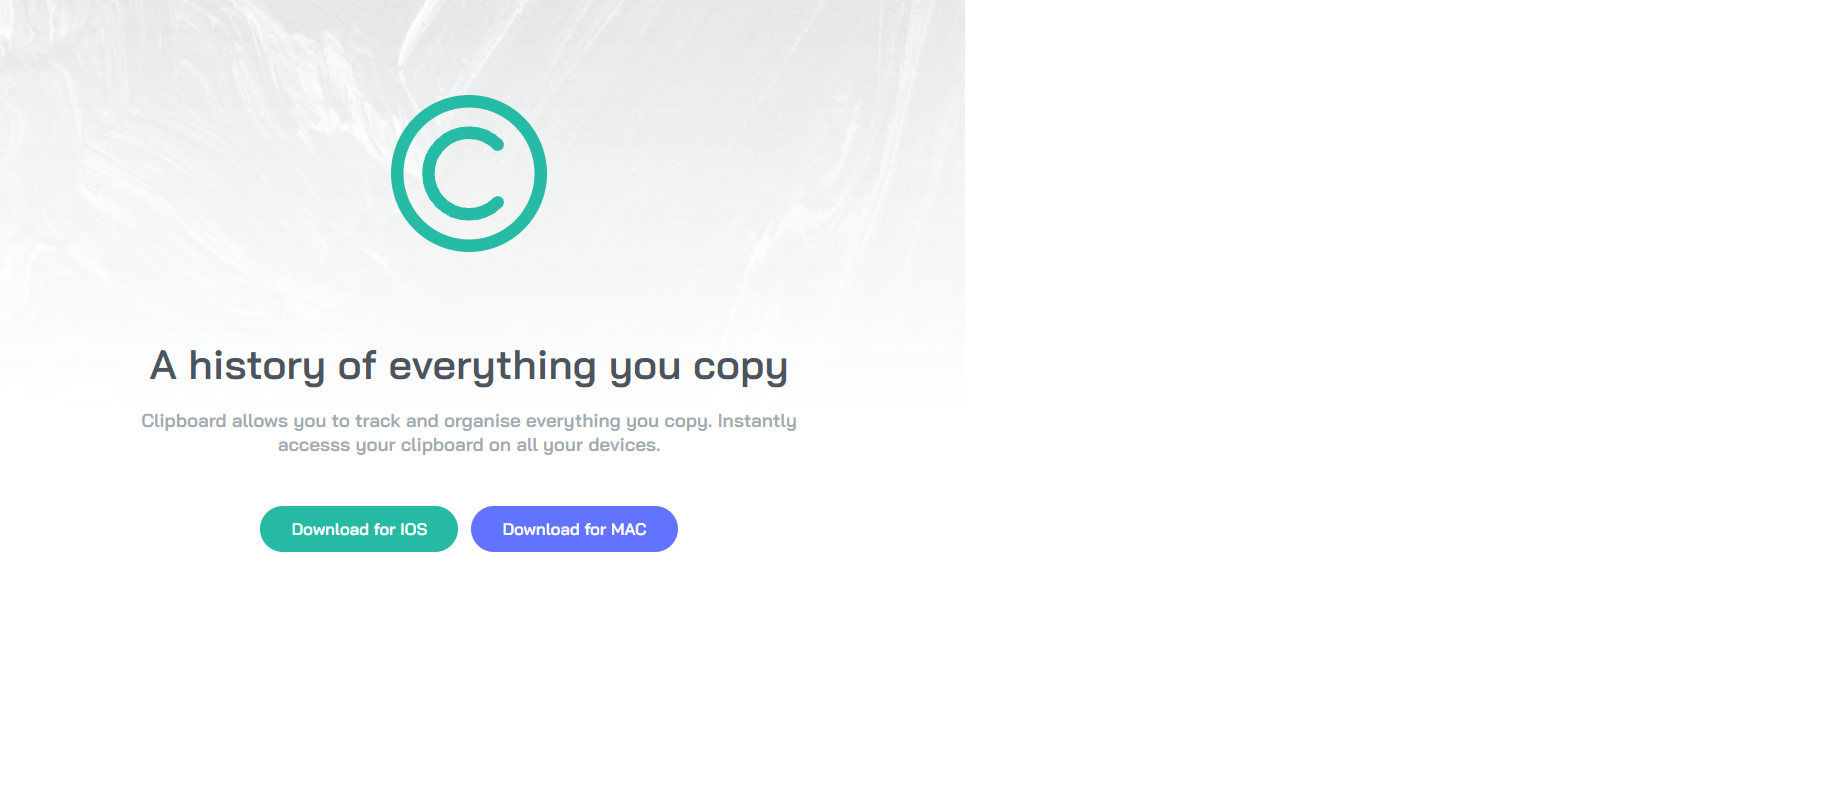 A history of everything you copy
Clipboard allows you to track and organise everything you copy. Instantly
accesss your clipboard on all your devices.
Download for IOS
Download for MAC